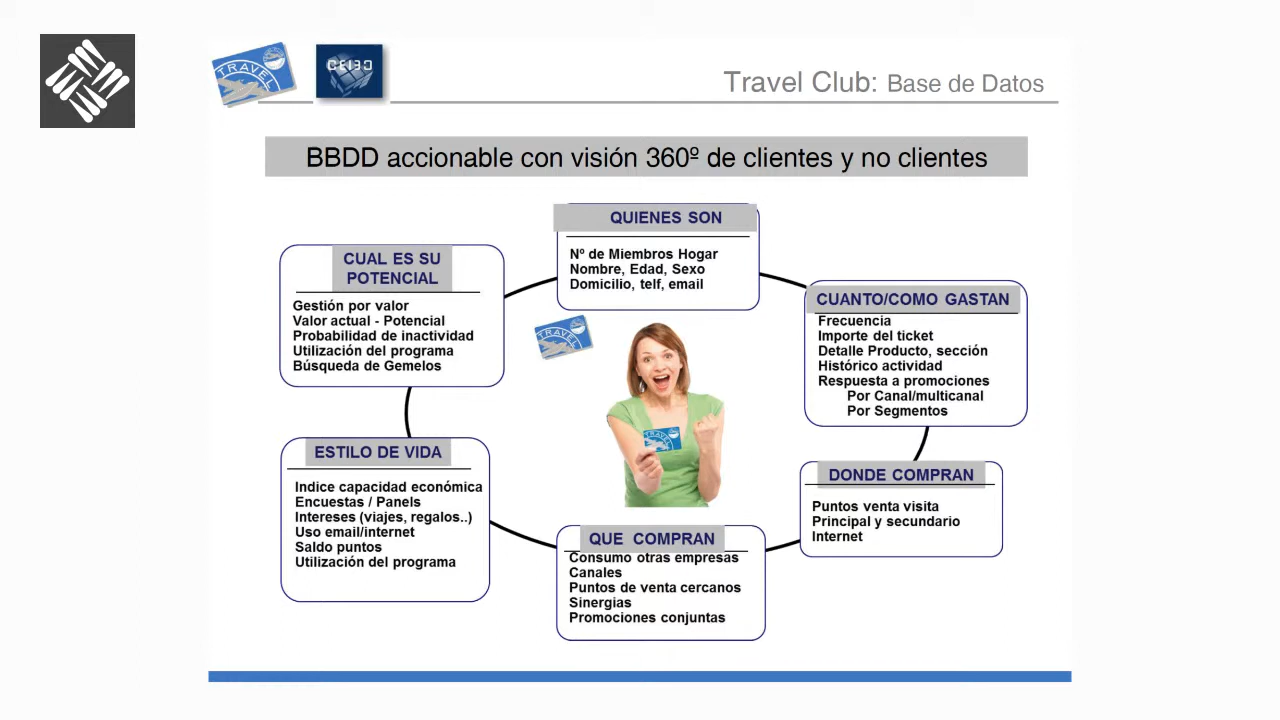 TRAVEL
CEIEC
Travel Club: Base de Datos
BBDD accionable con visión 360º de clientes y no clientes
QUIENES SON
Nº de Miembros Hogar
Nombre, Edad, Sexo
Domicilio, telf, email
CUANTO/COMO GASTAN
Frecuencia
Importe del ticket
Detalle Producto, sección
Histórico actividad
Respuesta a promociones
Por Canal/multicanal
Por Segmentos
DONDE COMPRAN
Puntos venta visita
Principal y secundario
Internet
QUE COMPRAN
Consumo otras empresas
Canales
Puntos de venta cercanos
Sinergias
Promociones conjuntas
ESTILO DE VIDA
Indice capacidad económica
Encuestas / Panels
Intereses (viajes, regalos..)
Uso email/internet
Saldo puntos
Utilización del programa
CUAL ES SU
POTENCIAL
Gestión por valor
Valor actual - Potencial
Probabilidad de inactividad
Utilización del programa
Búsqueda de Gemelos
TRAVEL
TRAVEL